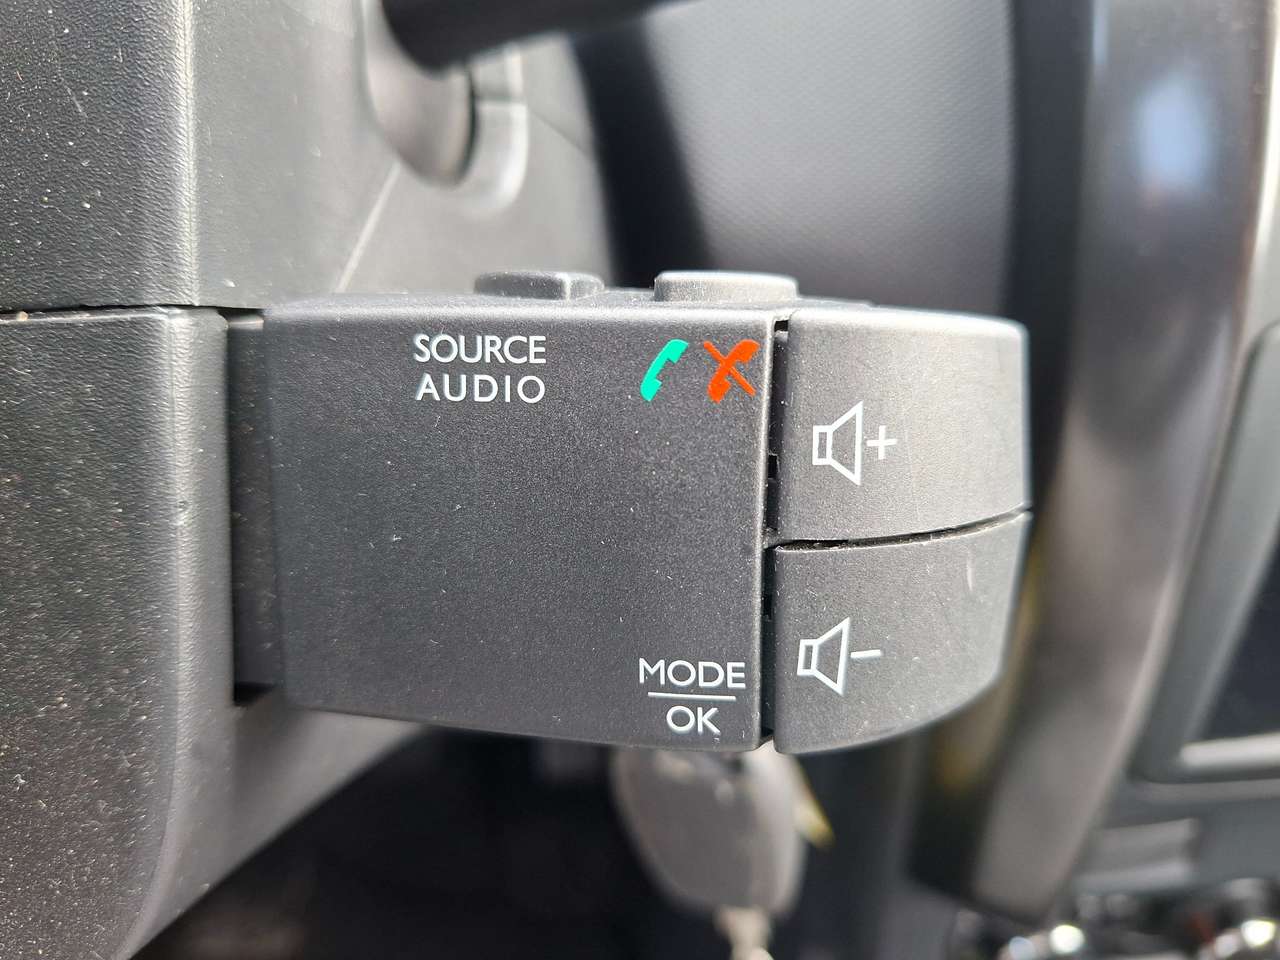 SOURCE
AUDIO
+
-
MODE
OK